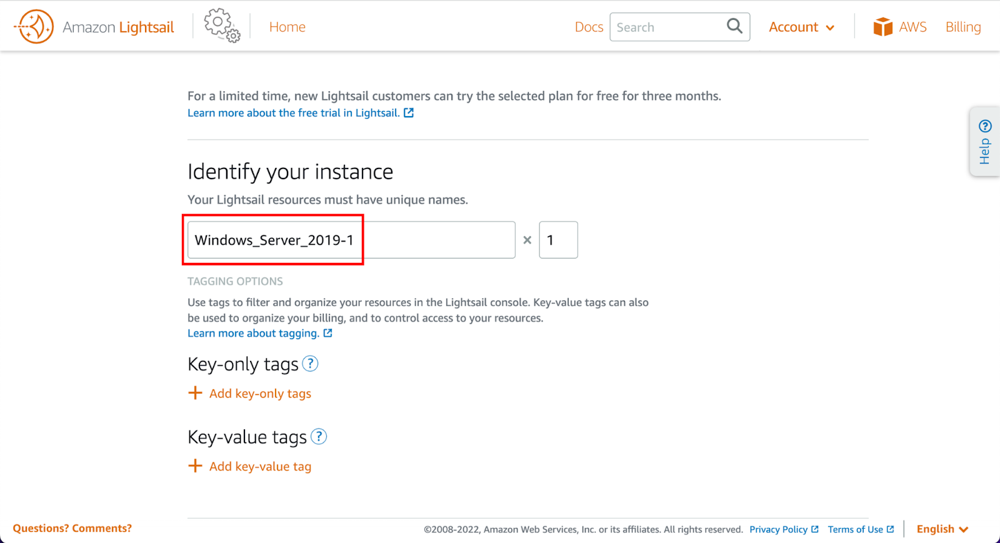 Amazon Lightsail
Home
Docs
Search
Account
AWS
Billing
For a limited time, new Lightsail customers can try the selected plan for free for three months.
Learn more about the free trial in Lightsail.
Help
Identify your instance
Your Lightsail resources must have unique names.
Windows_Server_2019-1
×
1
TAGGING OPTIONS
Use tags to filter and organize your resources in the Lightsail console. Key-value tags can also
be used to organize your billing, and to control access to your resources.
Learn more about tagging.
Key-only tags ?
+ Add key-only tags
Key-value tags ?
+ Add key-value tag
Questions? Comments?
©2008-2022, Amazon Web Services, Inc. or its affiliates. All rights reserved.
Privacy Policy
Terms of Use
English